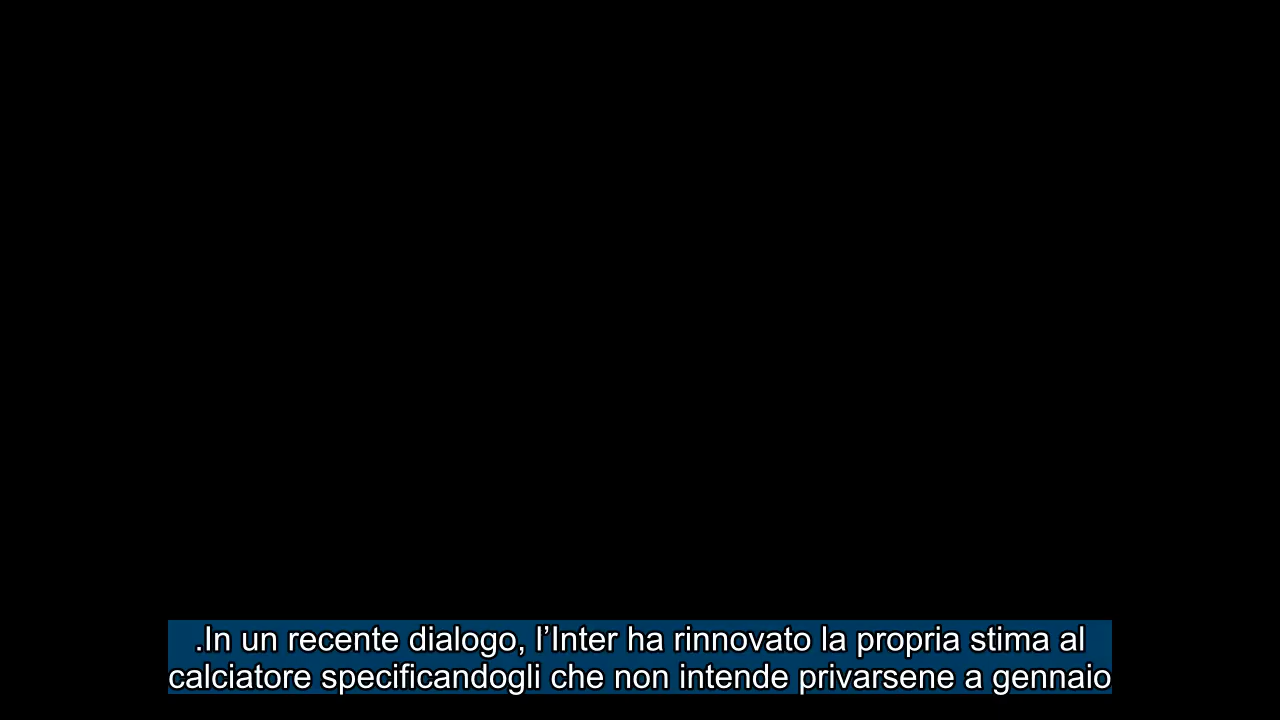 .In un recente dialogo, l’Inter ha rinnovato la propria stima al
calciatore specificandogli che non intende privarsene a gennaio